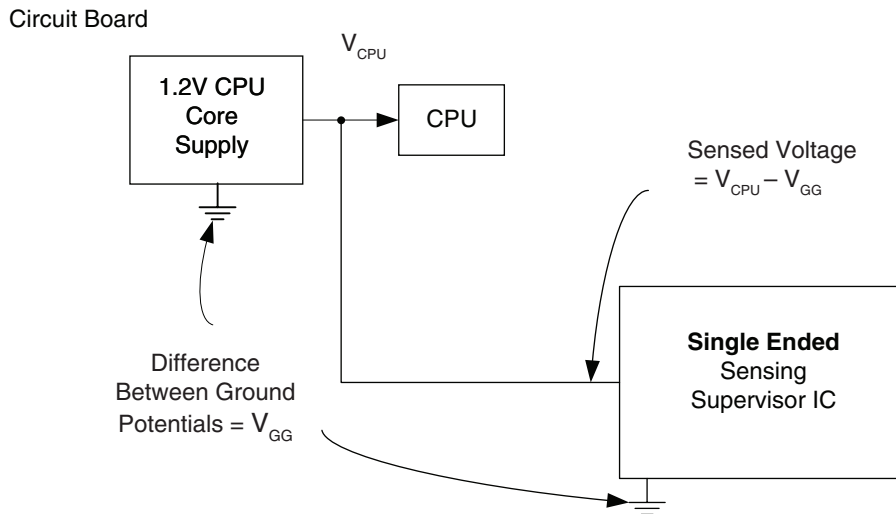 Circuit Board
V_CPU
1.2V CPU
Core
Supply
CPU
Sensed Voltage
= V_CPU – V_GG
Single Ended
Sensing
Supervisor IC
Difference
Between Ground
Potentials = V_GG